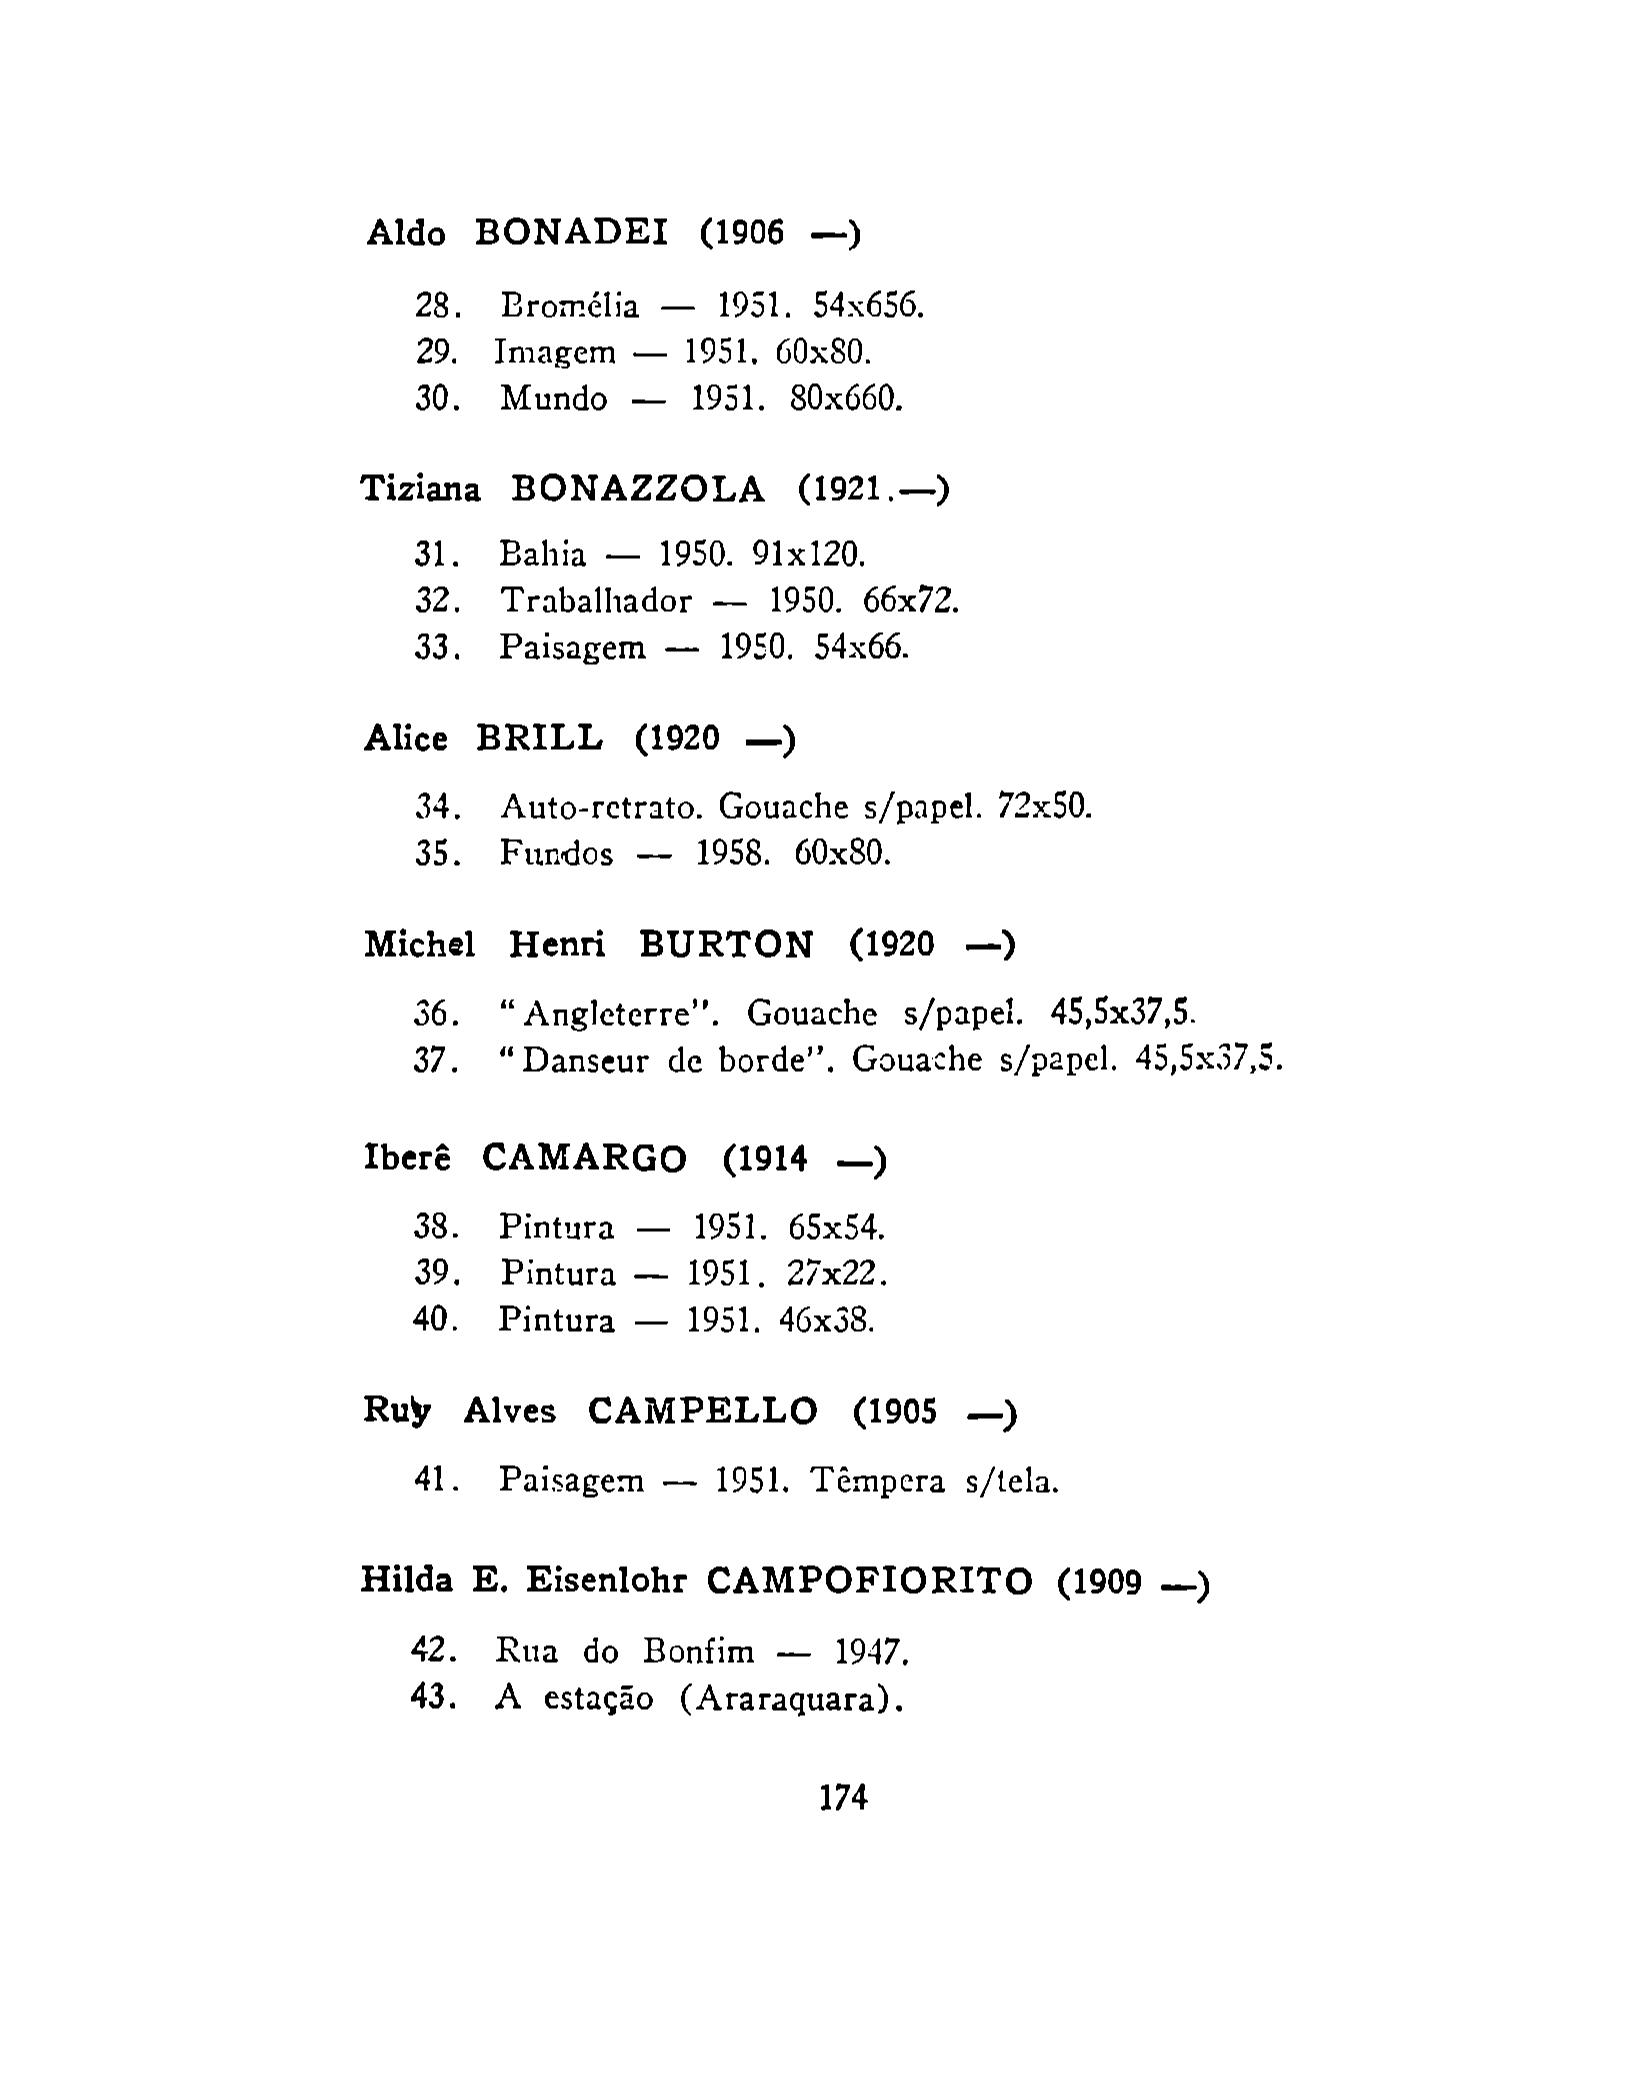 Aldo BONADEI (1906 —)
28. Bromélia — 1951. 54x656.
29. Imagem — 1951. 60x80.
30. Mundo — 1951. 80x660.
Tiziana BONAZZOLA (1921.—)
31. Bahia — 1950. 91x120.
32. Trabalhador — 1950. 66x72.
33. Paisagem — 1950. 54x66.
Alice BRILL (1920 —)
34. Auto-retrato. Gouache s/papel. 72x50.
35. Fundos — 1958. 60x80.
Michel Henri BURTON (1920 —)
36. "Angleterre". Gouache s/papel. 45,5x37,5.
37. "Danseur de borde". Gouache s/papel. 45,5x37,5.
Iberê CAMARGO (1914 —)
38. Pintura — 1951. 65x54.
39. Pintura — 1951. 27x22.
40. Pintura — 1951. 46x38.
Ruy Alves CAMPELLO (1905 —)
41. Paisagem — 1951. Têmpera s/tela.
Hilda E. Eisenlohr CAMPOFIORITO (1909 —)
42. Rua do Bonfim — 1947.
43. A estação (Araraquara).
174